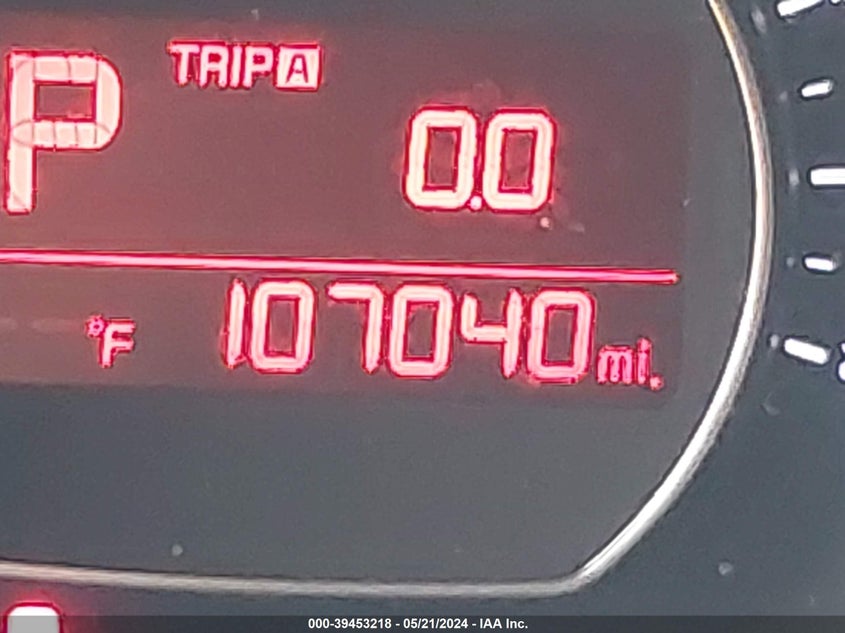 P TRIP A
0.0
°F 107040 mi.
000-39453218 - 05/21/2024 - IAA Inc.